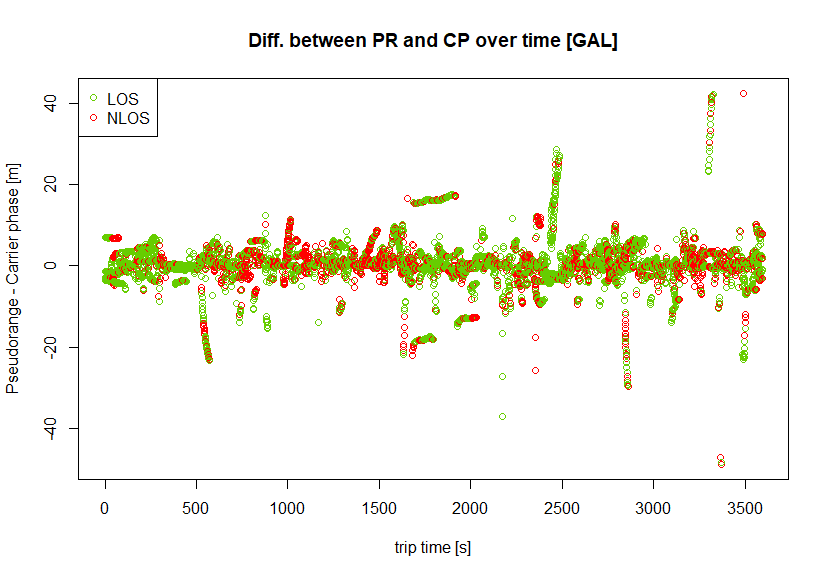 Diff. between PR and CP over time [GAL]
LOS
NLOS
Pseudorange - Carrier phase [m]
40
20
0
-20
-40
0 500 1000 1500 2000 2500 3000 3500
trip time [s]